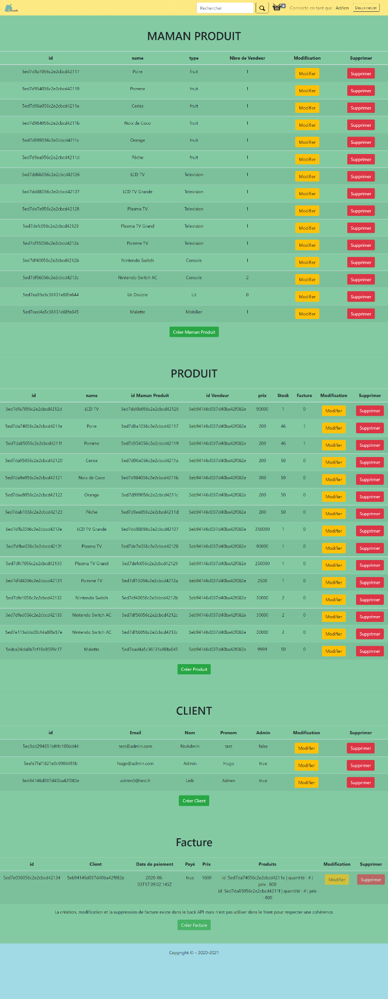 Rechercher 0 Connecté en tant que : Adrien Deconnecter
MAMAN PRODUIT
id name type Nbre de Vendeur Modification Supprimer
5ed7d8a1056c2e2cbcd42117 Poire fruit 1 Modifier Supprimer
5ed7d954056c2e2cbcd42119 Pomme fruit 1 Modifier Supprimer
5ed7d96a056c2e2cbcd4211a Cerise fruit 1 Modifier Supprimer
5ed7d984056c2e2cbcd4211b Noix de Coco fruit 1 Modifier Supprimer
5ed7d999056c2e2cbcd4211c Orange fruit 1 Modifier Supprimer
5ed7d9ea056c2e2cbcd4211d Pêche fruit 1 Modifier Supprimer
5ed7dd6b056c2e2cbcd42126 LCD TV Television 1 Modifier Supprimer
5ed7dd88056c2e2cbcd42127 LCD TV Grande Television 1 Modifier Supprimer
5ed7de7e056c2e2cbcd42128 Plasma TV Television 1 Modifier Supprimer
5ed7defc056c2e2cbcd42129 Plasma TV Grand Television 1 Modifier Supprimer
5ed7df15056c2e2cbcd4212a Pomme TV Television 1 Modifier Supprimer
5ed7df40056c2e2cbcd4212b Nintendo Switch Console 1 Modifier Supprimer
5ed7df56056c2e2cbcd4212c Nintendo Switch AC Console 2 Modifier Supprimer
5ed7ea95a5c36131e88fa644 Lit Double Lit 0 Modifier Supprimer
5ed7ead4a5c36131e88fa645 Malette Mobilier 1 Modifier Supprimer
Créer Maman Produit
PRODUIT
id name id Maman Produit id Vendeur prix Stock Facture Modification Supprimer
5ed7dfa7056c2e2cbcd4212d LCD TV 5ed7dd6b056c2e2cbcd42126 5eb94146d037d40ba42f082e 90000 1 0 Modifier Supprimer
5ed7da74056c2e2cbcd4211e Poire 5ed7d8a1056c2e2cbcd42117 5eb94146d037d40ba42f082e 200 46 1 Modifier Supprimer
5ed7da85056c2e2cbcd4211f Pomme 5ed7d954056c2e2cbcd42119 5eb94146d037d40ba42f082e 200 46 1 Modifier Supprimer
5ed7da95056c2e2cbcd42120 Cerise 5ed7d96a056c2e2cbcd4211a 5eb94146d037d40ba42f082e 200 50 0 Modifier Supprimer
5ed7da9e056c2e2cbcd42121 Noix de Coco 5ed7d984056c2e2cbcd4211b 5eb94146d037d40ba42f082e 200 50 0 Modifier Supprimer
5ed7daa8056c2e2cbcd42122 Orange 5ed7d999056c2e2cbcd4211c 5eb94146d037d40ba42f082e 200 50 0 Modifier Supprimer
5ed7dab1056c2e2cbcd42123 Pêche 5ed7d9ea056c2e2cbcd4211d 5eb94146d037d40ba42f082e 200 50 0 Modifier Supprimer
5ed7dfb2056c2e2cbcd4212e LCD TV Grande 5ed7dd88056c2e2cbcd42127 5eb94146d037d40ba42f082e 250000 1 0 Modifier Supprimer
5ed7dfbe056c2e2cbcd4212f Plasma TV 5ed7de7e056c2e2cbcd42128 5eb94146d037d40ba42f082e 90000 1 0 Modifier Supprimer
5ed7dfc7056c2e2cbcd42130 Plasma TV Grand 5ed7defc056c2e2cbcd42129 5eb94146d037d40ba42f082e 250000 1 0 Modifier Supprimer
5ed7dfd4056c2e2cbcd42131 Pomme TV 5ed7df15056c2e2cbcd4212a 5eb94146d037d40ba42f082e 2500 1 0 Modifier Supprimer
5ed7dfe1056c2e2cbcd42132 Nintendo Switch 5ed7df40056c2e2cbcd4212b 5eb94146d037d40ba42f082e 30000 2 0 Modifier Supprimer
5ed7dfed056c2e2cbcd42133 Nintendo Switch AC 5ed7df56056c2e2cbcd4212c 5eb94146d037d40ba42f082e 30000 2 0 Modifier Supprimer
5ed7e115abbd3b14a8f8a57e Nintendo Switch AC 5ed7df56056c2e2cbcd4212c 5eb94146d037d40ba42f082e 30000 2 0 Modifier Supprimer
5edca24da8b7cf19d8599c17 Malette 5ed7ead4a5c36131e88fa645 5eb94146d037d40ba42f082e 9999 50 0 Modifier Supprimer
Créer Produit
CLIENT
id Email Nom Prenom Admin Modification Supprimer
5ec3dd294651bf4fc100dd44 test@admin.com NoAdmin test false Modifier Supprimer
5eafe7faf1821e0c9986481b hugo@admin.com Admin Hugo true Modifier Supprimer
5eb94146d037d40ba42f082e adrien3@test.fr Leib Adrien true Modifier Supprimer
Créer Client
Facture
id Client Date de paiement Payé Prix Produits Modification Supprimer
5ed7e036056c2e2cbcd42134 5eb94146d037d40ba42f082e 2020-06- true 1600 id :5ed7da74056c2e2cbcd4211e | quantité : 4 | Modifier Supprimer
03T17:39:02.145Z prix : 800
id :5ed7da85056c2e2cbcd4211f | quantité : 4 | prix
: 800
La création, modification et la suppression de facture existe dans le back API mais n'est pas utiliser dans le front pour respecter une cohérence.
Créer Facture
Copyright © - 2020-2021